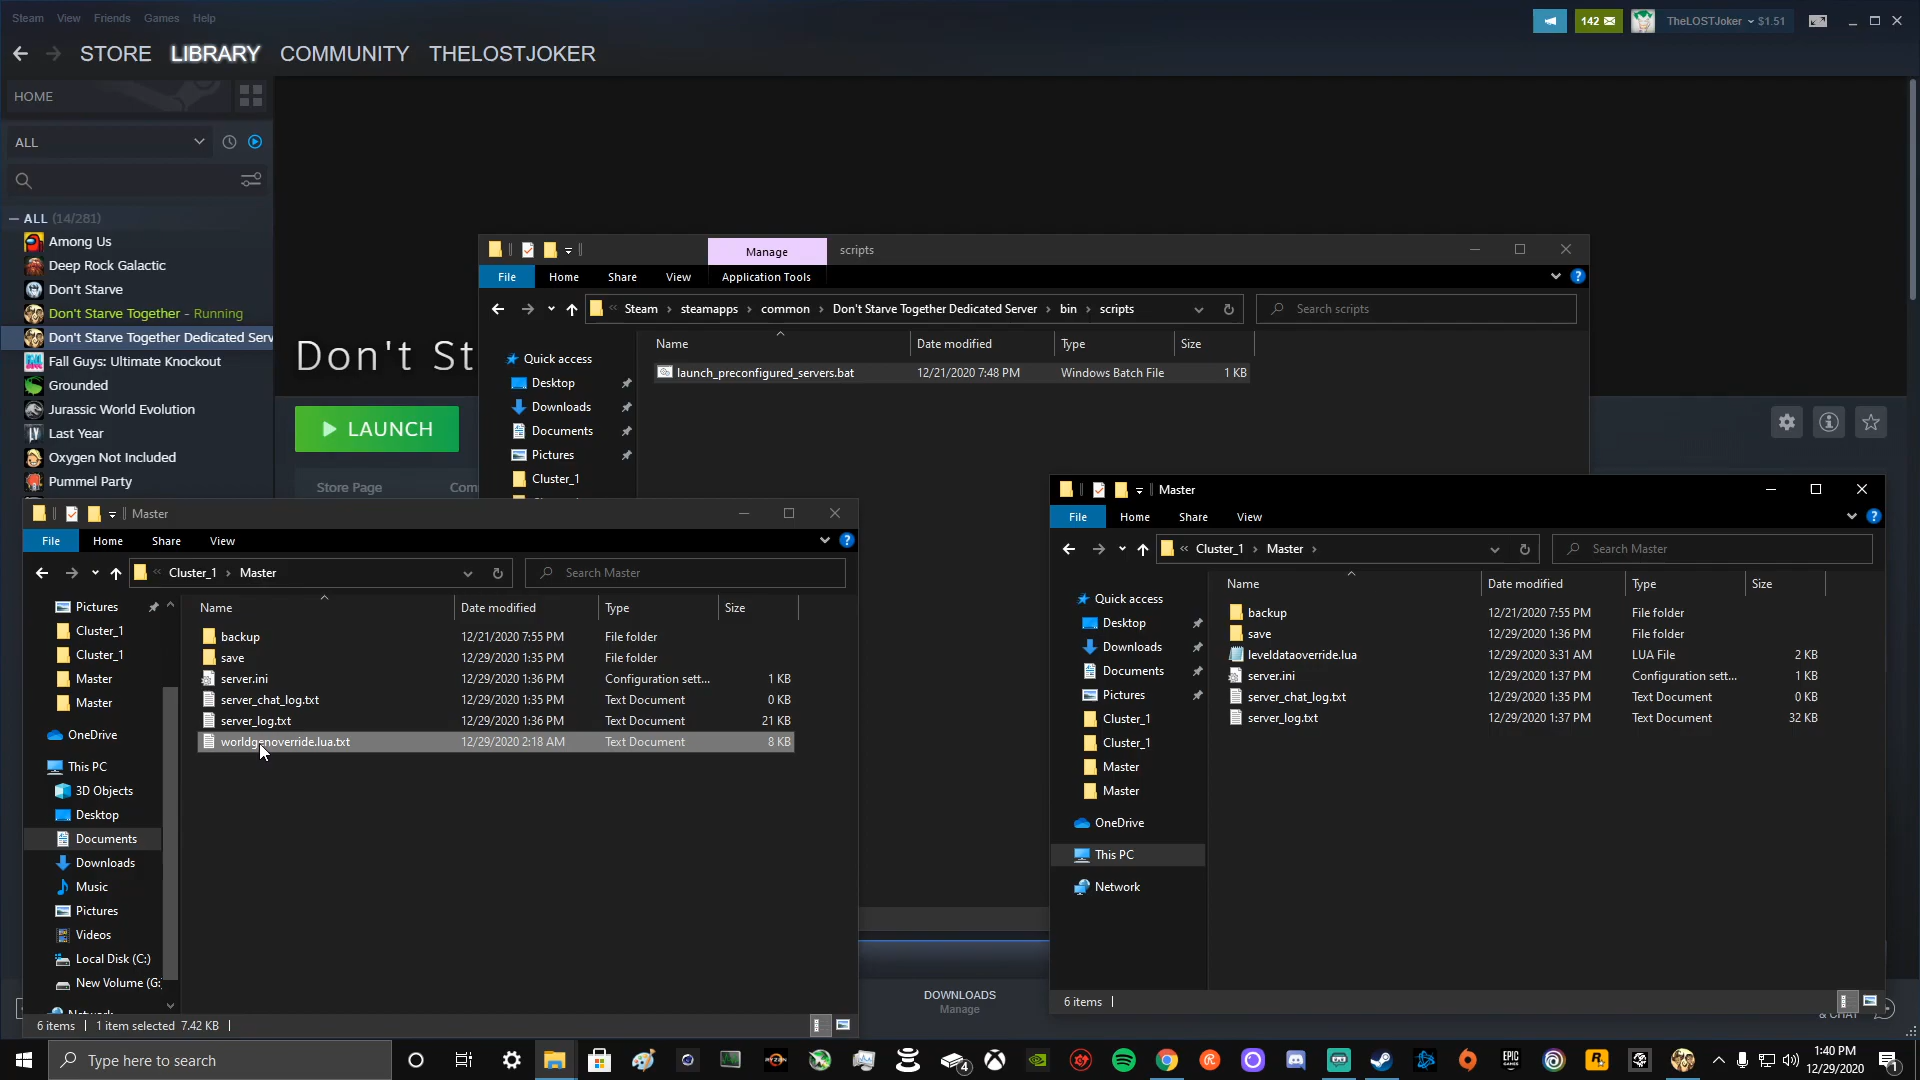 Steam View Friends Games Help
142
TheLOSTJoker $1.51
STORE LIBRARY COMMUNITY THELOSTJOKER
HOME
ALL
ALL (14/281)
Among Us
Deep Rock Galactic
Don't Starve
Don't Starve Together - Running
Don't Starve Together Dedicated Serv
Fall Guys: Ultimate Knockout
Grounded
Jurassic World Evolution
Last Year
Oxygen Not Included
Pummel Party
Don't St
LAUNCH
Store Page Com
Manage scripts
File Home Share View Application Tools
« Steam › steamapps › common › Don't Starve Together Dedicated Server › bin › scripts
Search scripts
Name Date modified Type Size
launch_preconfigured_servers.bat 12/21/2020 7:48 PM Windows Batch File 1 KB
Quick access
Desktop
Downloads
Documents
Pictures
Cluster_1
Master
File Home Share View
« Cluster_1 › Master
Search Master
Name Date modified Type Size
backup 12/21/2020 7:55 PM File folder
save 12/29/2020 1:35 PM File folder
server.ini 12/29/2020 1:36 PM Configuration sett... 1 KB
server_chat_log.txt 12/29/2020 1:35 PM Text Document 0 KB
server_log.txt 12/29/2020 1:36 PM Text Document 21 KB
worldgenoverride.lua.txt 12/29/2020 2:18 AM Text Document 8 KB
Pictures
Cluster_1
Cluster_1
Master
Master
OneDrive
This PC
3D Objects
Desktop
Documents
Downloads
Music
Pictures
Videos
Local Disk (C:)
New Volume (G:
6 items 1 item selected 7.42 KB
Master
File Home Share View
« Cluster_1 › Master ›
Search Master
Name Date modified Type Size
backup 12/21/2020 7:55 PM File folder
save 12/29/2020 1:36 PM File folder
leveldataoverride.lua 12/29/2020 3:31 AM LUA File 2 KB
server.ini 12/29/2020 1:37 PM Configuration sett... 1 KB
server_chat_log.txt 12/29/2020 1:35 PM Text Document 0 KB
server_log.txt 12/29/2020 1:37 PM Text Document 32 KB
Quick access
Desktop
Downloads
Documents
Pictures
Cluster_1
Cluster_1
Master
Master
OneDrive
This PC
Network
6 items
DOWNLOADS
Manage
& CHAT
Type here to search
4
EPIC GAMES
1:40 PM
12/29/2020
1